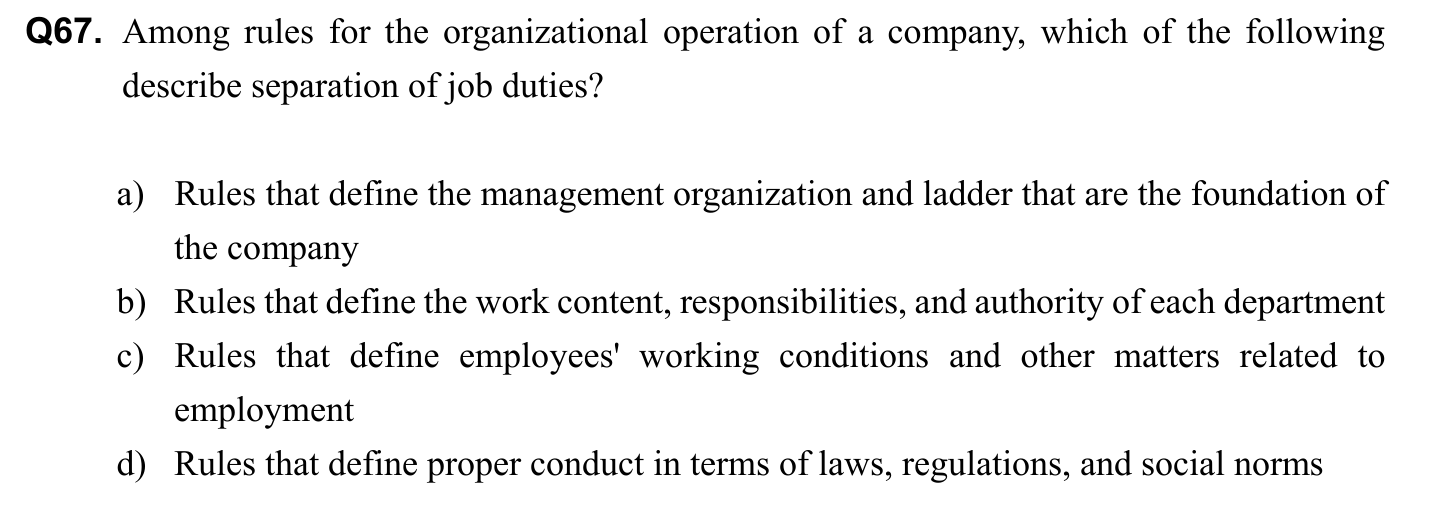 Q67. Among rules for the organizational operation of a company, which of the following
describe separation of job duties?
a) Rules that define the management organization and ladder that are the foundation of
the company
b) Rules that define the work content, responsibilities, and authority of each department
c) Rules that define employees' working conditions and other matters related to
employment
d) Rules that define proper conduct in terms of laws, regulations, and social norms